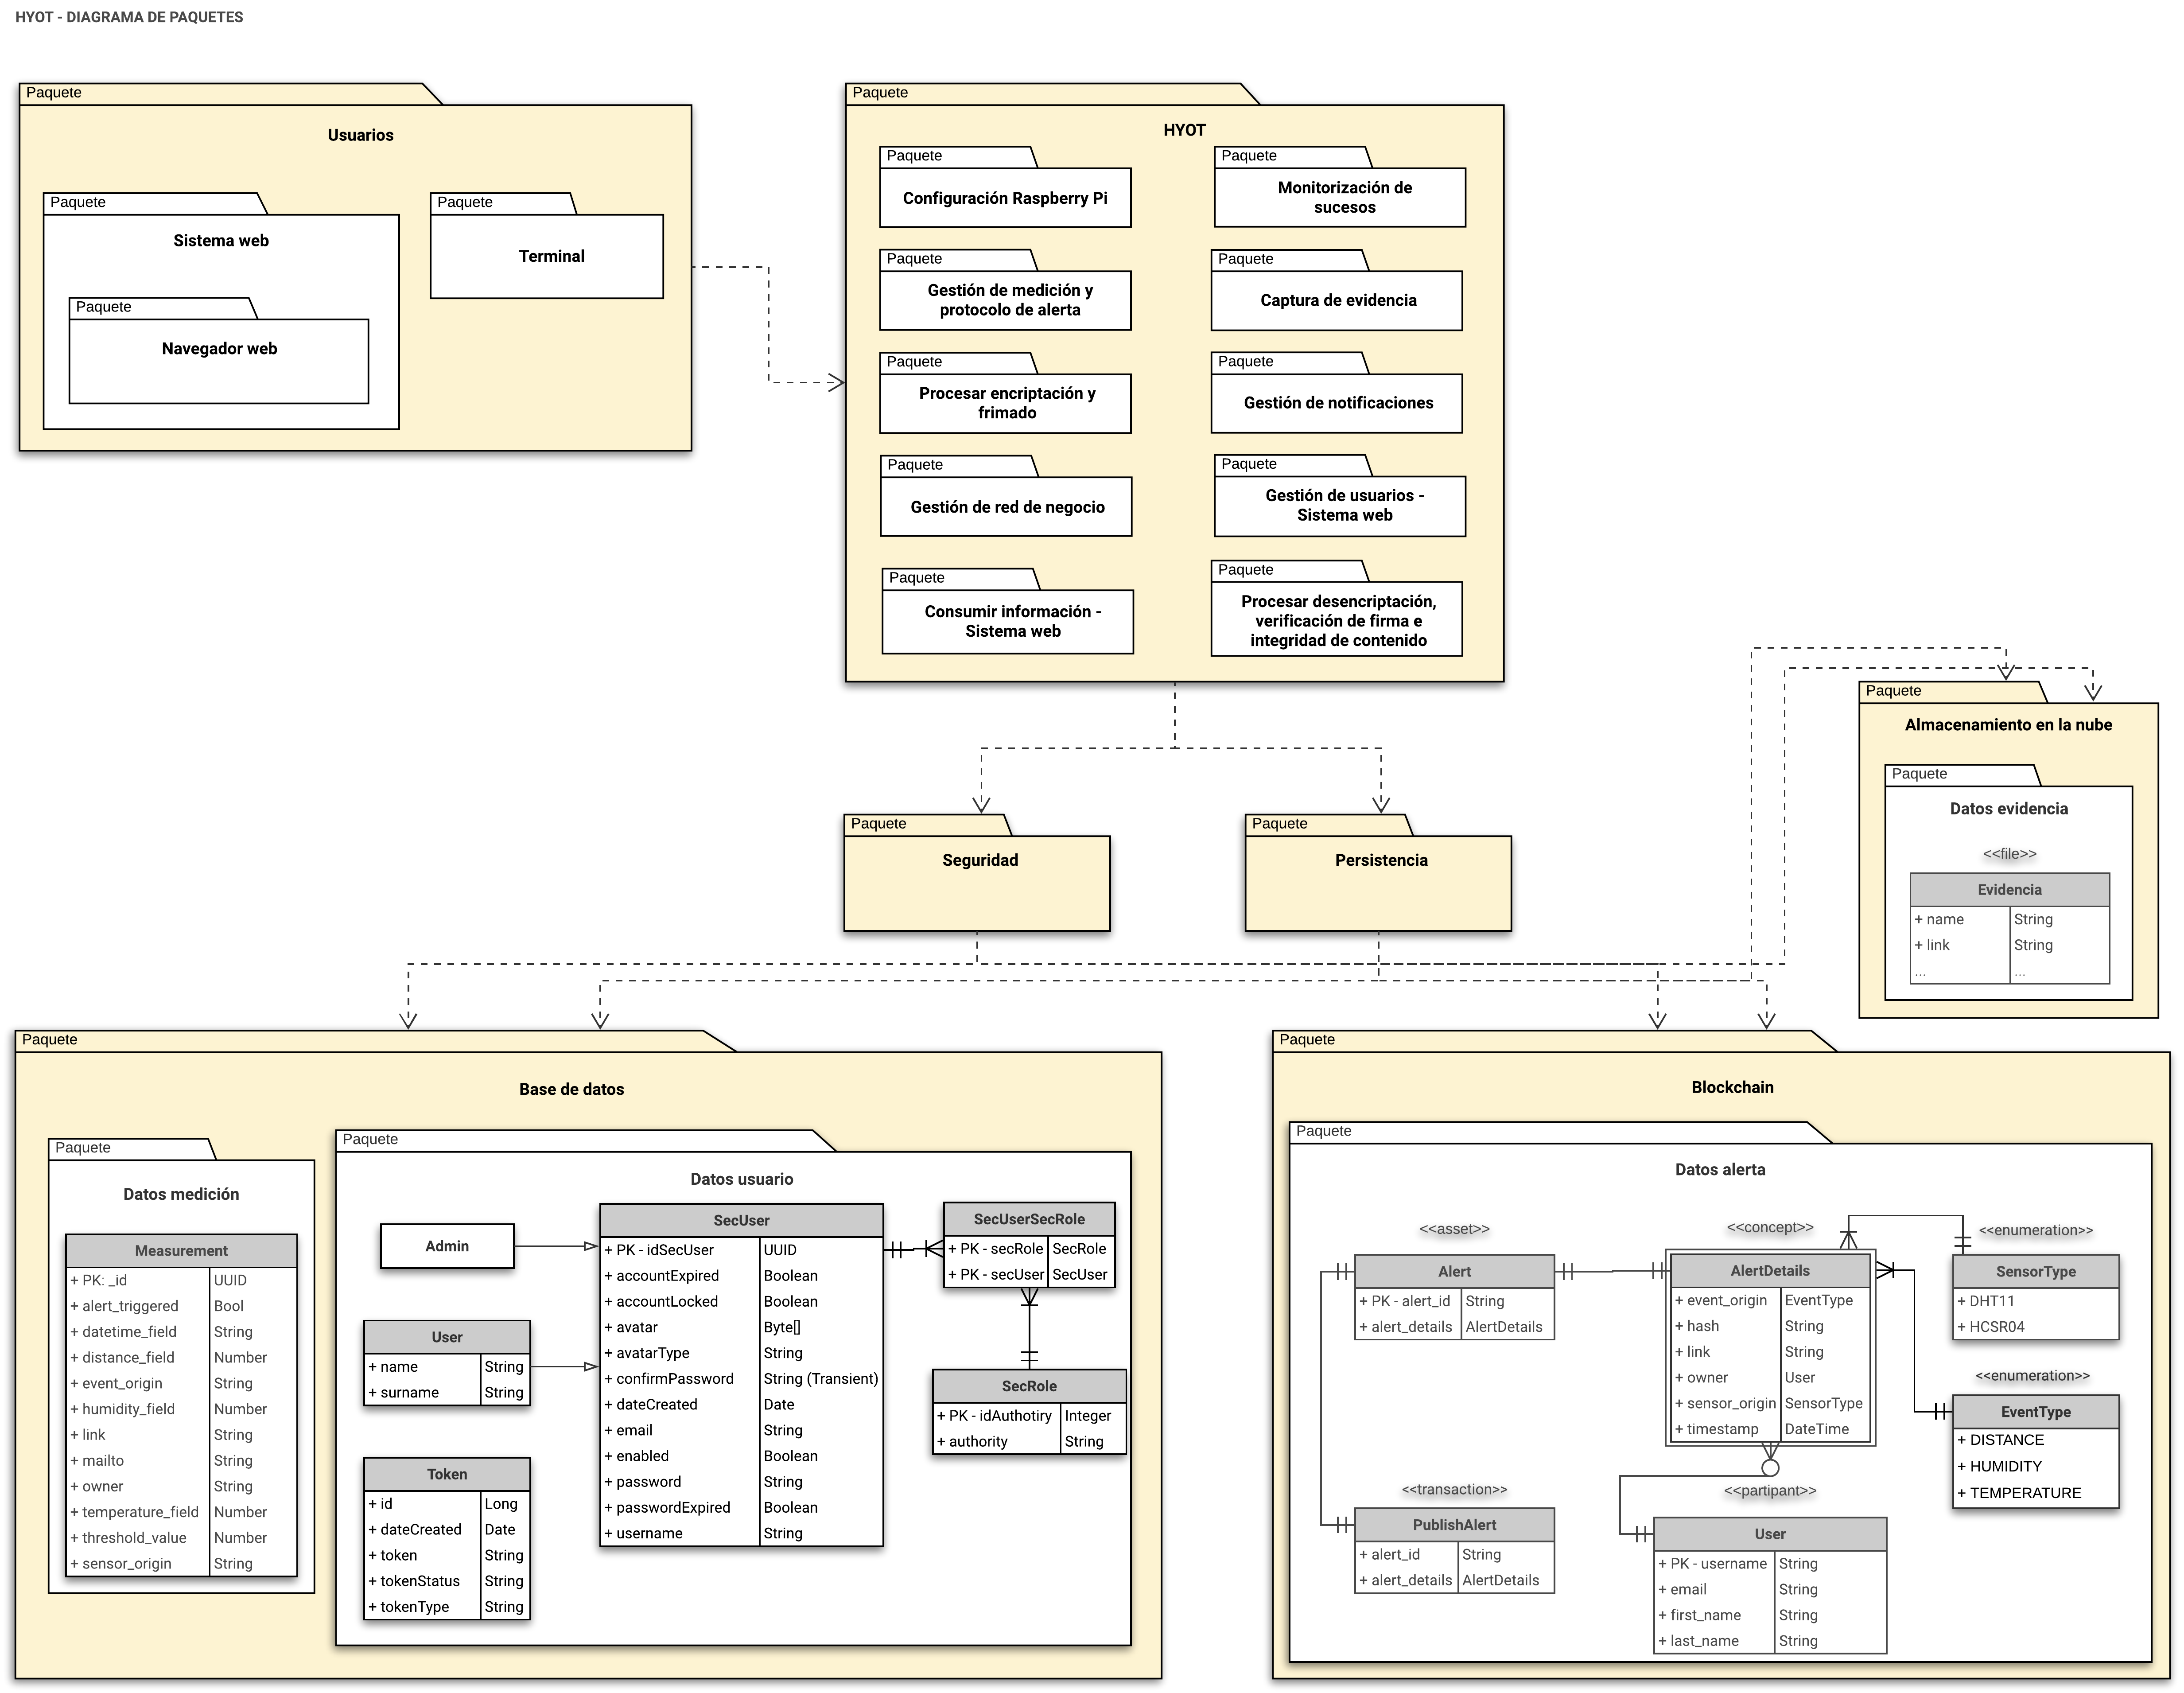 HYOT - DIAGRAMA DE PAQUETES
Paquete
Usuarios
Paquete
Sistema web
Paquete
Navegador web
Paquete
Terminal
Paquete
HYOT
Paquete
Configuración Raspberry Pi
Paquete
Monitorización de
sucesos
Paquete
Gestión de medición y
protocolo de alerta
Paquete
Captura de evidencia
Paquete
Procesar encriptación y
frimado
Paquete
Gestión de notificaciones
Paquete
Gestión de red de negocio
Paquete
Gestión de usuarios -
Sistema web
Paquete
Consumir información -
Sistema web
Paquete
Procesar desencriptación,
verificación de firma e
integridad de contenido
Paquete
Seguridad
Paquete
Persistencia
Paquete
Almacenamiento en la nube
Paquete
Datos evidencia
<<file>>
Evidencia
+ name String
+ link String
... ...
Paquete
Base de datos
Paquete
Datos medición
Measurement
+ PK: _id UUID
+ alert_triggered Bool
+ datetime_field String
+ distance_field Number
+ event_origin String
+ humidity_field Number
+ link String
+ mailto String
+ owner String
+ temperature_field Number
+ threshold_value Number
+ sensor_origin String
Paquete
Datos usuario
Admin
User
+ name String
+ surname String
Token
+ id Long
+ dateCreated Date
+ token String
+ tokenStatus String
+ tokenType String
SecUser
+ PK - idSecUser UUID
+ accountExpired Boolean
+ accountLocked Boolean
+ avatar Byte[]
+ avatarType String
+ confirmPassword String (Transient)
+ dateCreated Date
+ email String
+ enabled Boolean
+ password String
+ passwordExpired Boolean
+ username String
SecUserSecRole
+ PK - secRole SecRole
+ PK - secUser SecUser
SecRole
+ PK - idAuthotiry Integer
+ authority String
Paquete
Blockchain
Paquete
Datos alerta
<<asset>>
Alert
+ PK - alert_id String
+ alert_details AlertDetails
<<concept>>
AlertDetails
+ event_origin EventType
+ hash String
+ link String
+ owner User
+ sensor_origin SensorType
+ timestamp DateTime
<<enumeration>>
SensorType
+ DHT11
+ HCSR04
<<enumeration>>
EventType
+ DISTANCE
+ HUMIDITY
+ TEMPERATURE
<<transaction>>
PublishAlert
+ alert_id String
+ alert_details AlertDetails
<<partipant>>
User
+ PK - username String
+ email String
+ first_name String
+ last_name String